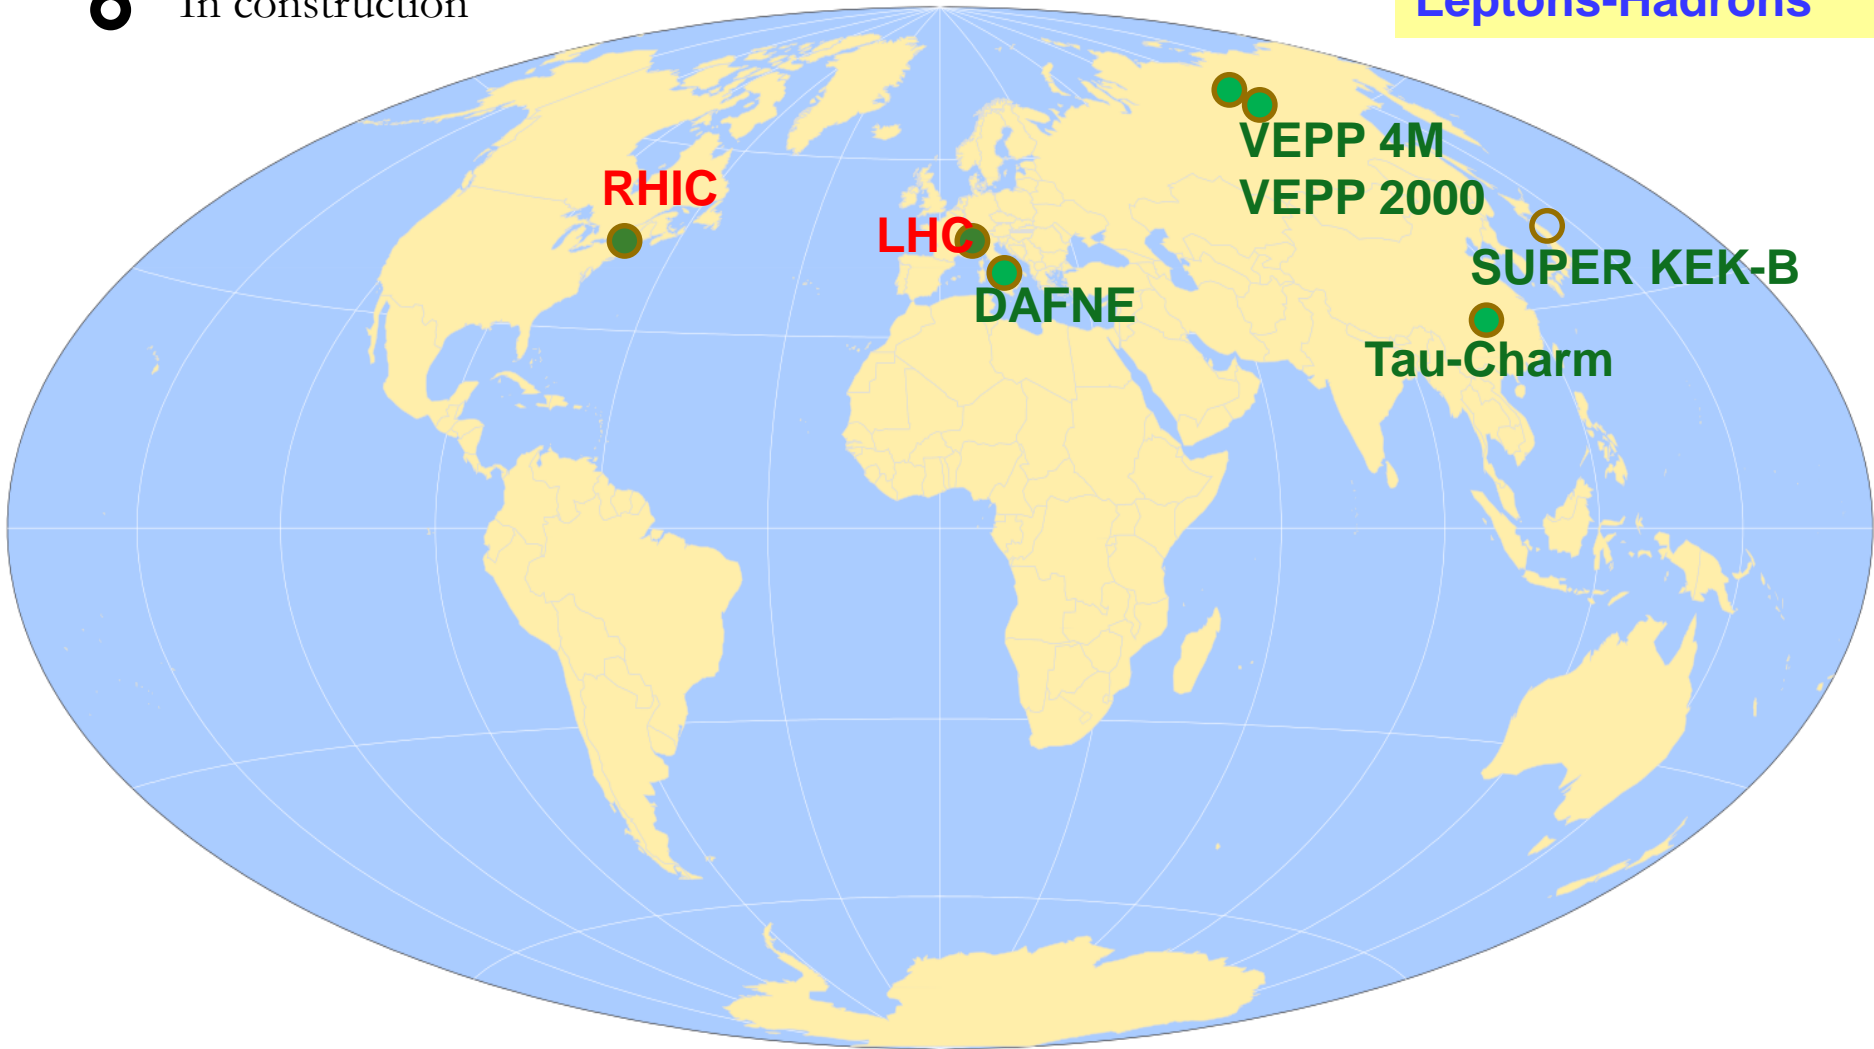 In construction
Leptons-Hadrons
VEPP 4M
VEPP 2000
RHIC
LHC
SUPER KEK-B
DAFNE
Tau-Charm